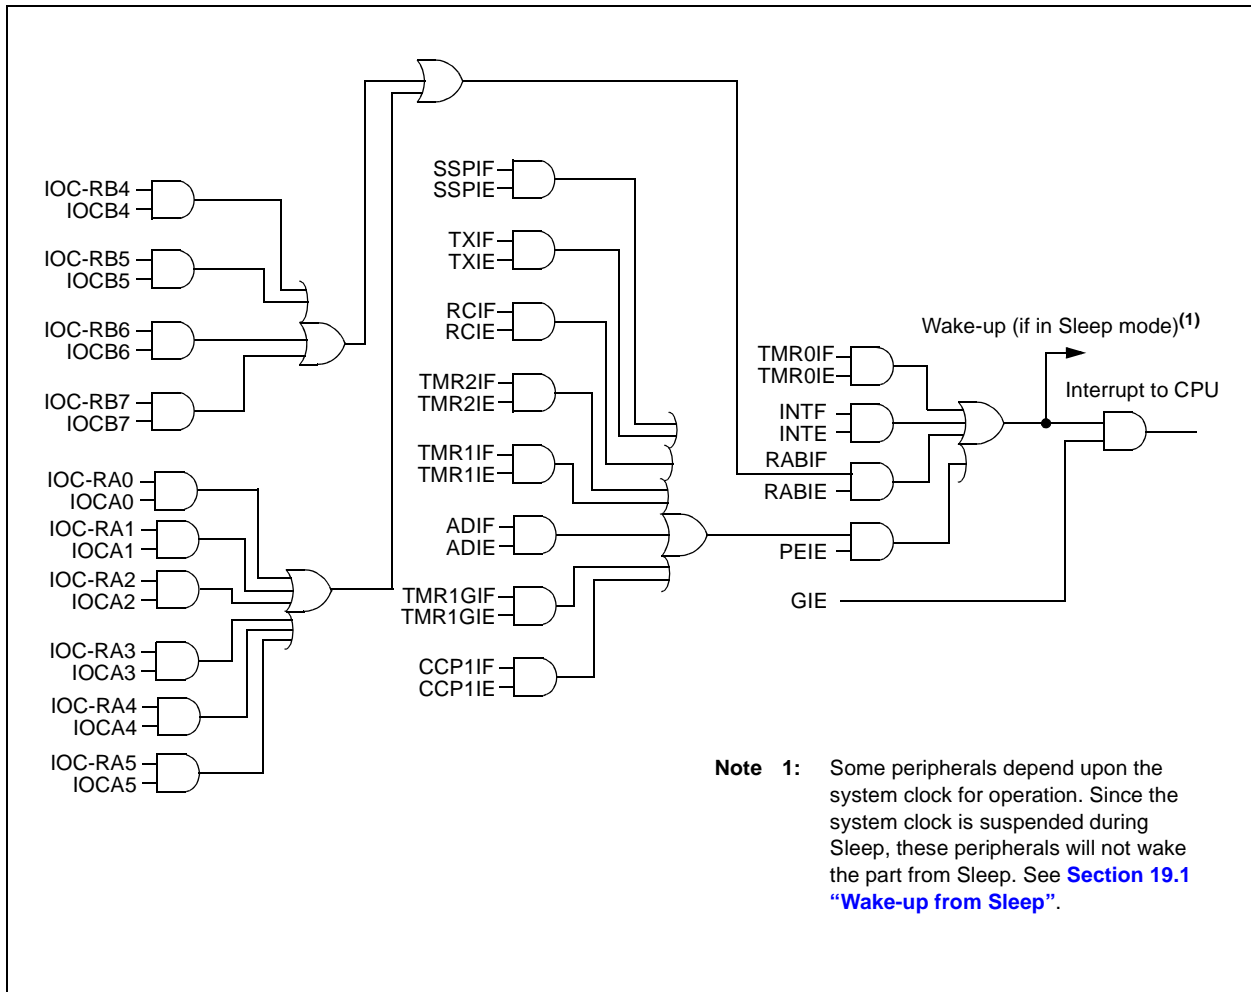 IOC-RB4
IOCB4
IOC-RB5
IOCB5
IOC-RB6
IOCB6
IOC-RB7
IOCB7
IOC-RA0
IOCA0
IOC-RA1
IOCA1
IOC-RA2
IOCA2
IOC-RA3
IOCA3
IOC-RA4
IOCA4
IOC-RA5
IOCA5
SSPIF
SSPIE
TXIF
TXIE
RCIF
RCIE
TMR2IF
TMR2IE
TMR1IF
TMR1IE
ADIF
ADIE
TMR1GIF
TMR1GIE
CCP1IF
CCP1IE
Wake-up (if in Sleep mode)(1)
TMR0IF
TMR0IE
Interrupt to CPU
INTF
INTE
RABIF
RABIE
PEIE
GIE
Note 1: Some peripherals depend upon the
system clock for operation. Since the
system clock is suspended during
Sleep, these peripherals will not wake
the part from Sleep. See Section 19.1
“Wake-up from Sleep”.